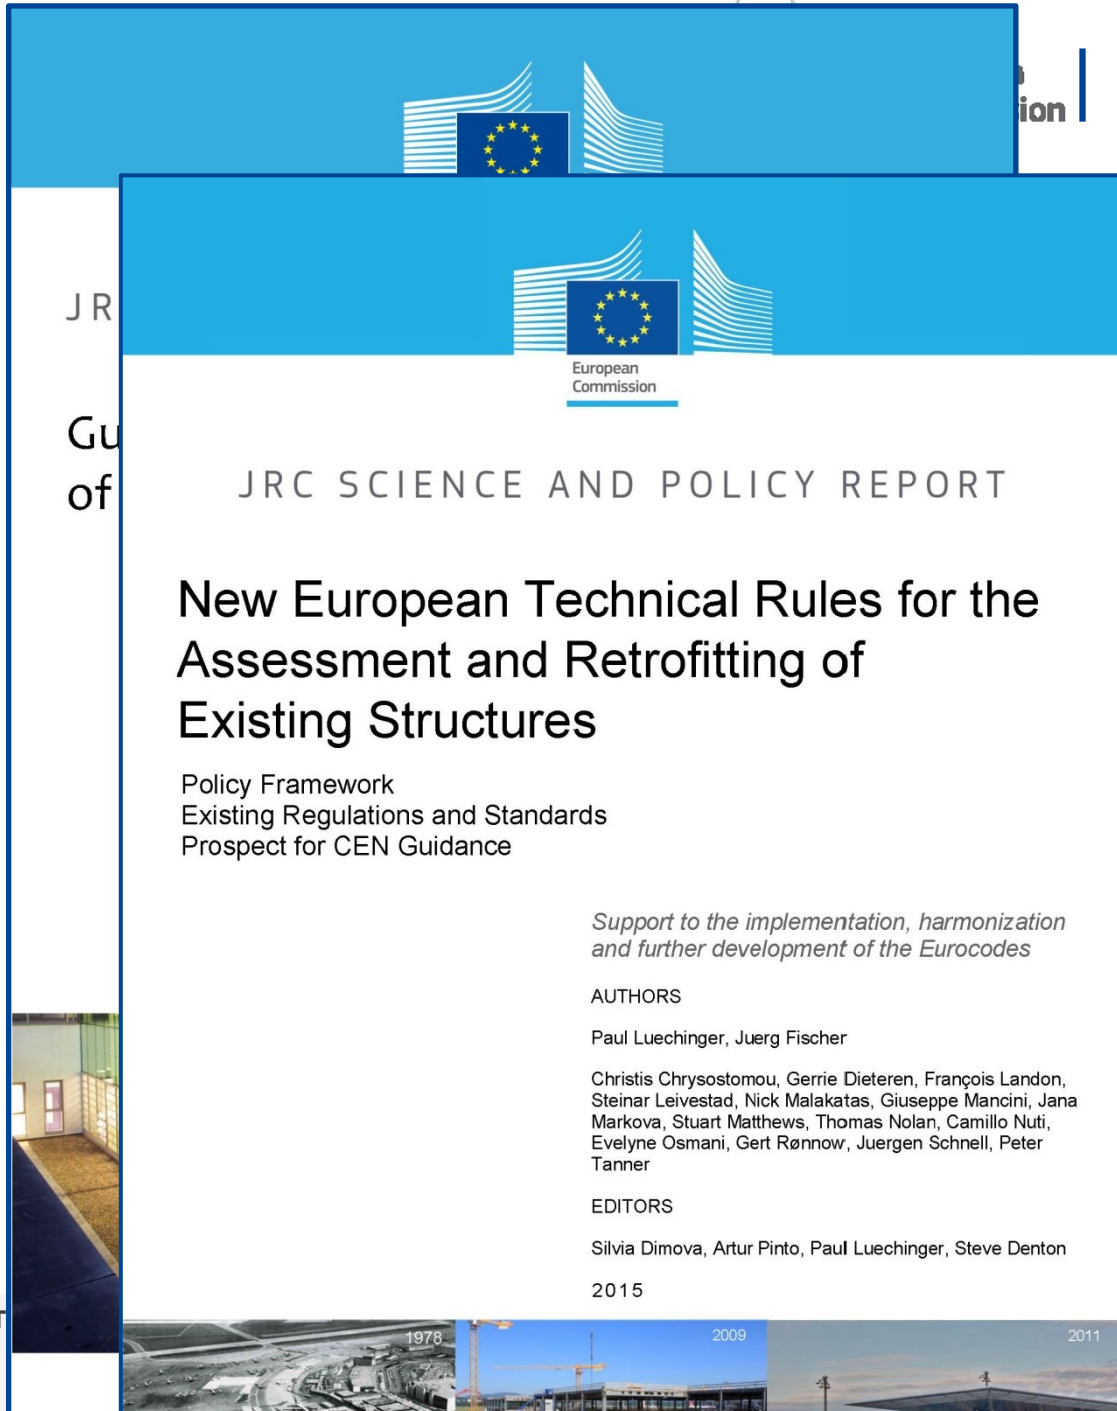 ion
JR
Gu
of
European
Commission
JRC SCIENCE AND POLICY REPORT
New European Technical Rules for the
Assessment and Retrofitting of
Existing Structures
Policy Framework
Existing Regulations and Standards
Prospect for CEN Guidance
Support to the implementation, harmonization
and further development of the Eurocodes
AUTHORS
Paul Luechinger, Juerg Fischer
Christis Chrysostomou, Gerrie Dieteren, François Landon,
Steinar Leivestad, Nick Malakatas, Giuseppe Mancini, Jana
Markova, Stuart Matthews, Thomas Nolan, Camillo Nuti,
Evelyne Osmani, Gert Rønnow, Juergen Schnell, Peter
Tanner
EDITORS
Silvia Dimova, Artur Pinto, Paul Luechinger, Steve Denton
2015
1978 2009 2011